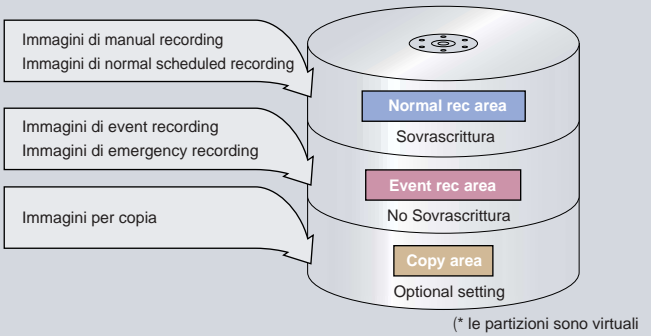 Immagini di manual recording
Immagini di normal scheduled recording
Normal rec area
Sovrascrittura
Immagini di event recording
Immagini di emergency recording
Event rec area
No Sovrascrittura
Immagini per copia
Copy area
Optional setting
(* le partizioni sono virtuali